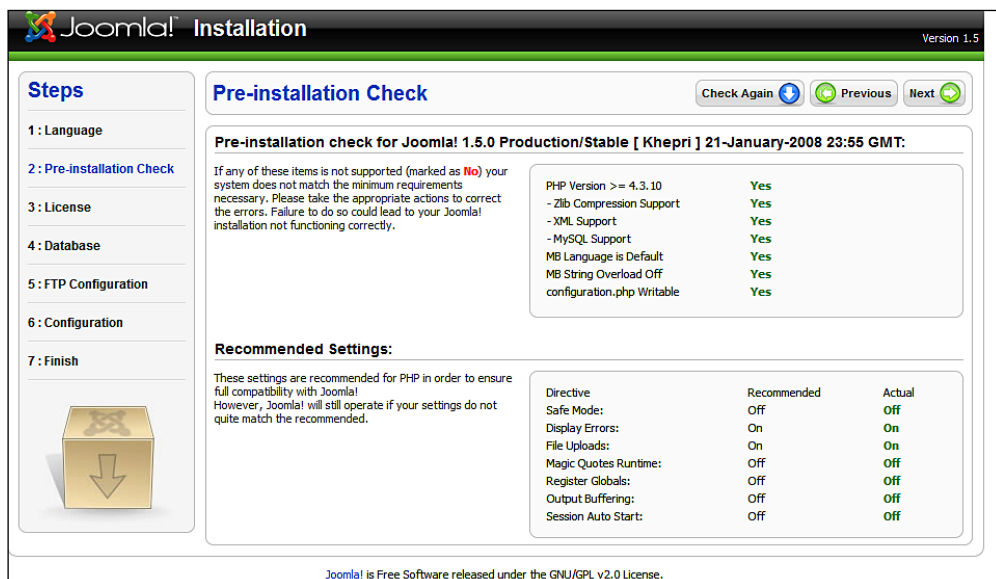 Joomla!™ Installation
Version 1.5
Steps
1 : Language
2 : Pre-installation Check
3 : License
4 : Database
5 : FTP Configuration
6 : Configuration
7 : Finish
Pre-installation Check
Check Again
Previous
Next
Pre-installation check for Joomla! 1.5.0 Production/Stable [ Khepri ] 21-January-2008 23:55 GMT:
If any of these items is not supported (marked as No) your
system does not match the minimum requirements
necessary. Please take the appropriate actions to correct
the errors. Failure to do so could lead to your Joomla!
installation not functioning correctly.
PHP Version >= 4.3.10 Yes
- Zlib Compression Support Yes
- XML Support Yes
- MySQL Support Yes
MB Language is Default Yes
MB String Overload Off Yes
configuration.php Writable Yes
Recommended Settings:
These settings are recommended for PHP in order to ensure
full compatibility with Joomla!
However, Joomla! will still operate if your settings do not
quite match the recommended.
Directive Recommended Actual
Safe Mode: Off Off
Display Errors: On On
File Uploads: On On
Magic Quotes Runtime: Off Off
Register Globals: Off Off
Output Buffering: Off Off
Session Auto Start: Off Off
Joomla! is Free Software released under the GNU/GPL v2.0 License.